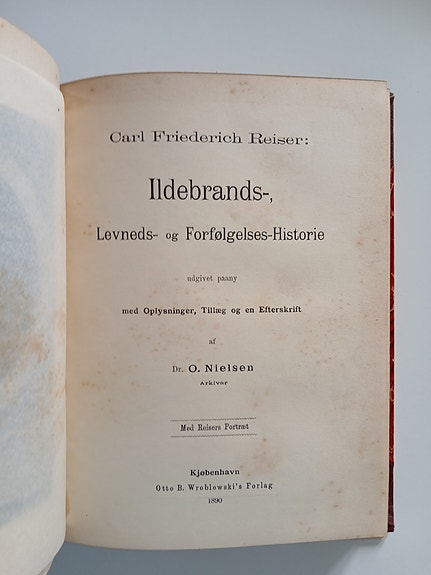 Carl Friederich Reiser:
Ildebrands-,
Levneds- og Forfølgelses-Historie
udgivet paany
med Oplysninger, Tillæg og en Efterskrift
af
Dr. O. Nielsen
Arkivar
Med Reisers Portræt
Kjøbenhavn
Otto B. Wroblewski's Forlag
1890